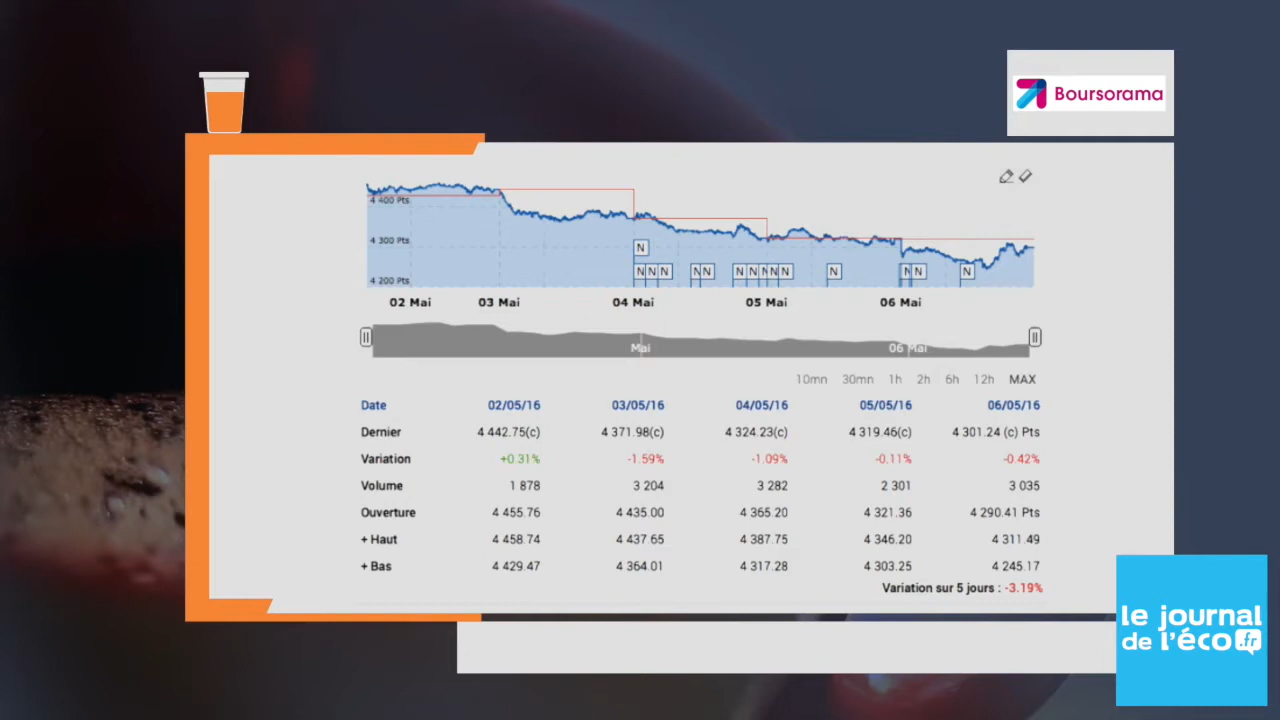 Boursorama
4 400 Pts
4 300 Pts
N
N N N N N N N N N N N N N N
4 200 Pts
02 Mai 03 Mai 04 Mai 05 Mai 06 Mai
Mai 06 Mai
10mn 30mn 1h 2h 6h 12h MAX
Date 02/05/16 03/05/16 04/05/16 05/05/16 06/05/16
Dernier 4 442.75(c) 4 371.98(c) 4 324.23(c) 4 319.46(c) 4 301.24 (c) Pts
Variation +0.31% -1.59% -1.09% -0.11% -0.42%
Volume 1 878 3 204 3 282 2 301 3 035
Ouverture 4 455.76 4 435.00 4 365.20 4 321.36 4 290.41 Pts
+ Haut 4 458.74 4 437.65 4 387.75 4 346.20 4 311.49
+ Bas 4 429.47 4 364.01 4 317.28 4 303.25 4 245.17
Variation sur 5 jours : -3.19%
le journal
de l'éco.fr